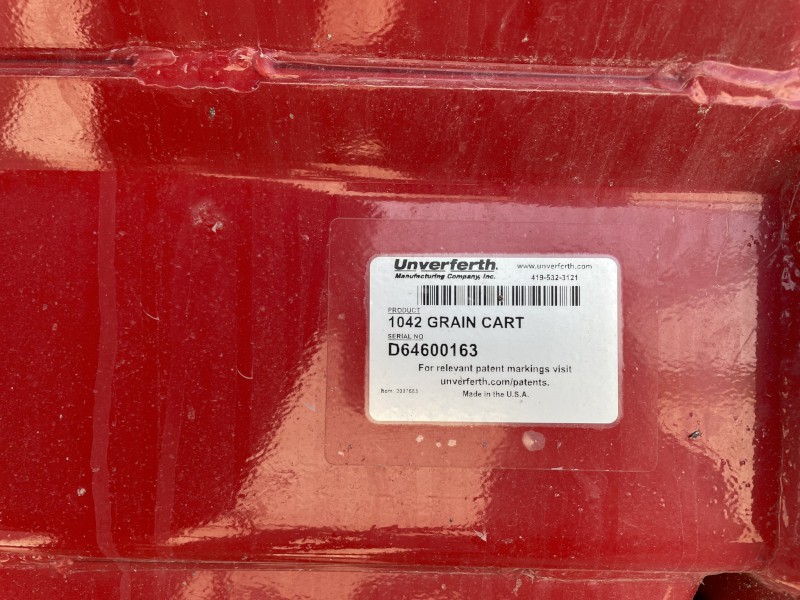 Unverferth. www.unverferth.com
Manufacturing Company, Inc. 419-532-3121
PRODUCT
1042 GRAIN CART
SERIAL NO
D64600163
For relevant patent markings visit
unverferth.com/patents.
Item: Made in the U.S.A.